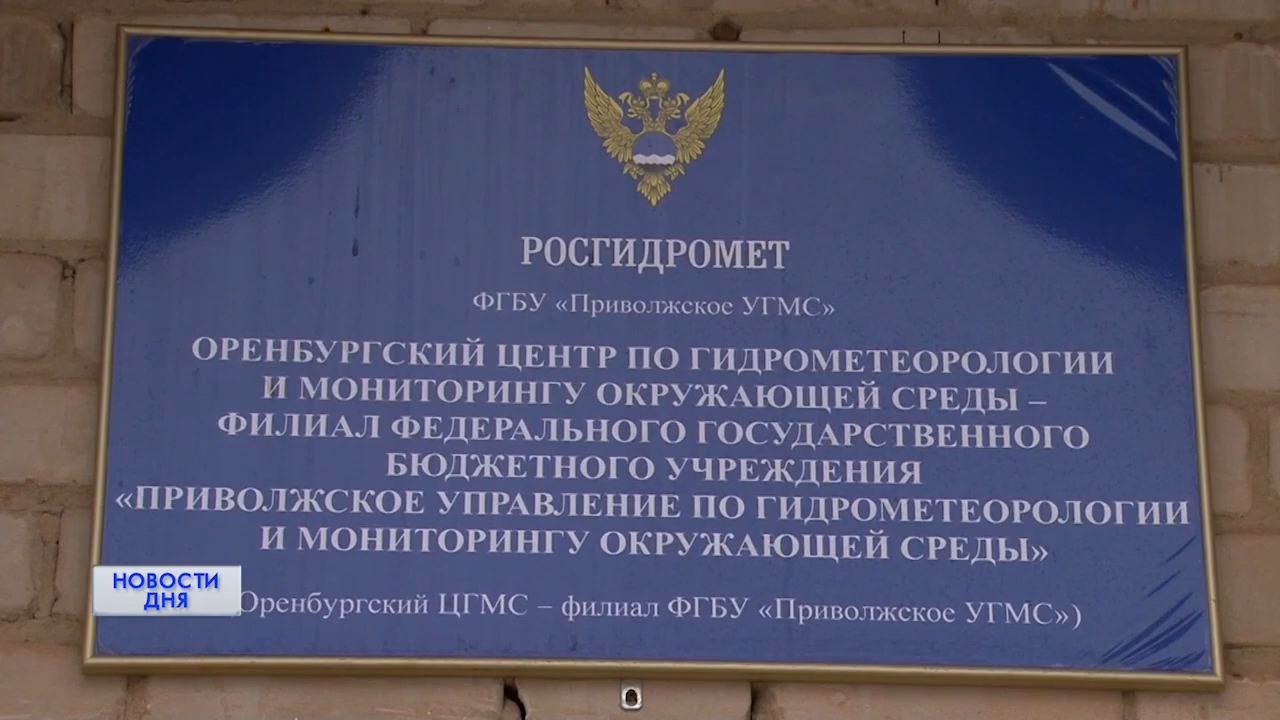 РОСГИДРОМЕТ
ФГБУ «Приволжское УГМС»
ОРЕНБУРГСКИЙ ЦЕНТР ПО ГИДРОМЕТЕОРОЛОГИИ
И МОНИТОРИНГУ ОКРУЖАЮЩЕЙ СРЕДЫ –
ФИЛИАЛ ФЕДЕРАЛЬНОГО ГОСУДАРСТВЕННОГО
БЮДЖЕТНОГО УЧРЕЖДЕНИЯ
«ПРИВОЛЖСКОЕ УПРАВЛЕНИЕ ПО ГИДРОМЕТЕОРОЛОГИИ
И МОНИТОРИНГУ ОКРУЖАЮЩЕЙ СРЕДЫ»
(Оренбургский ЦГМС – филиал ФГБУ «Приволжское УГМС»)
НОВОСТИ
ДНЯ